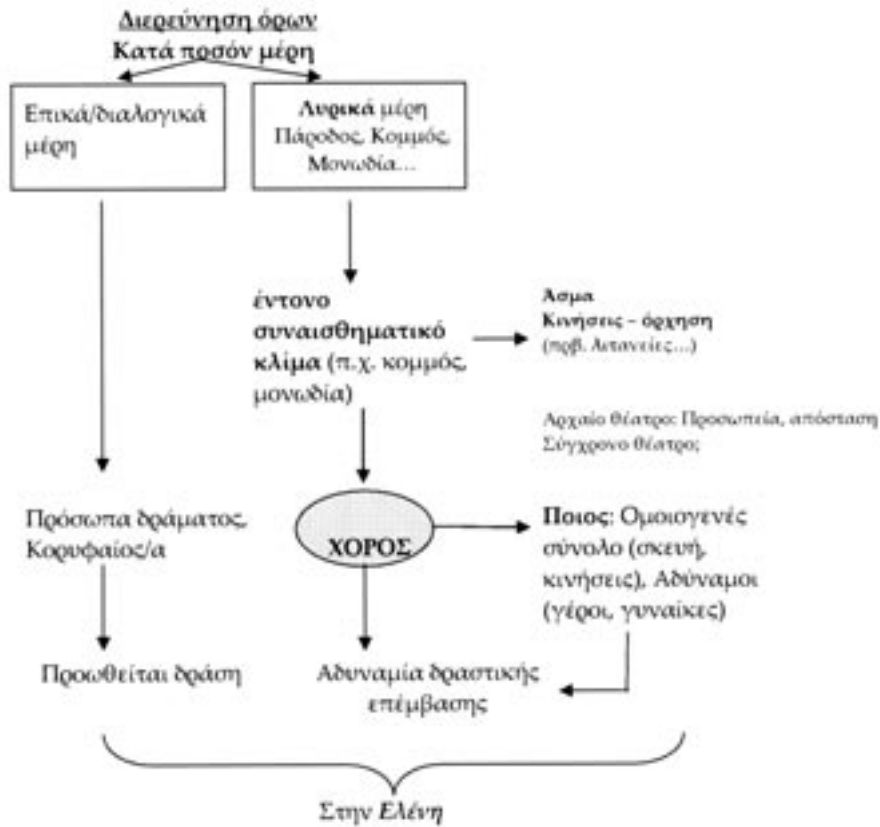 Διερεύνηση όρων
Κατά ποσόν μέρη
Επικά/διαλογικά
μέρη
Λυρικά μέρη
Πάροδος, Κομμός,
Μονωδία...
έντονο
συναισθηματικό
κλίμα (π.χ. κομμός,
μονωδία)
Άσμα
Κινήσεις – όρχηση
(πρβ. λιτανείες...)
Αρχαίο θέατρο: Προσωπεία, απόσταση
Σύγχρονο θέατρο;
Πρόσωπα δράματος,
Κορυφαίος/α
ΧΟΡΟΣ
Ποιος: Ομοιογενές
σύνολο (σκευή,
κινήσεις), Αδύναμοι
(γέροι, γυναίκες)
Προωθείται δράση
Αδυναμία δραστικής
επέμβασης
Στην Ελένη